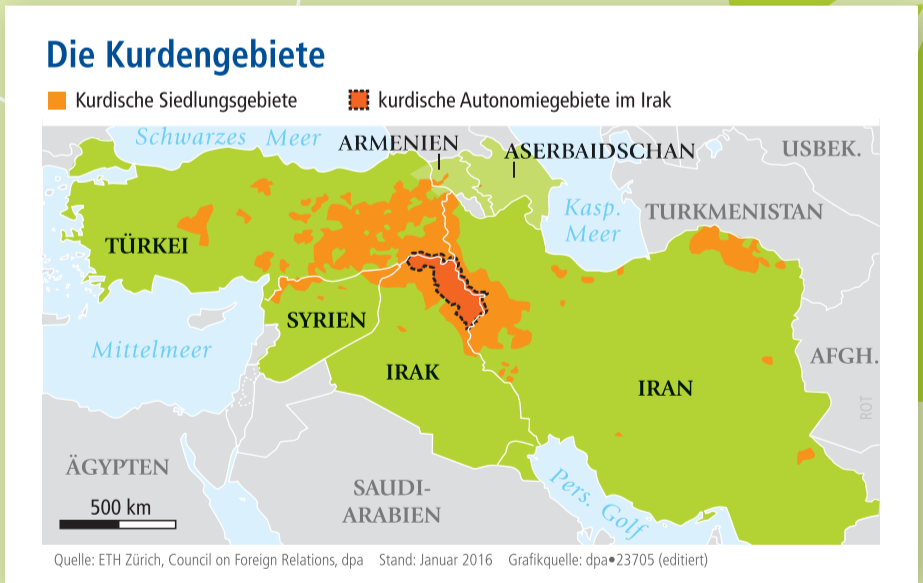 Die Kurdengebiete
Kurdische Siedlungsgebiete
kurdische Autonomiegebiete im Irak
Schwarzes Meer
ARMENIEN
ASERBAIDSCHAN
USBEK.
Kasp.
Meer
TURKMENISTAN
TÜRKEI
SYRIEN
Mittelmeer
IRAK
IRAN
AFGH.
ROT
ÄGYPTEN
SAUDI-
ARABIEN
Pers. Golf
500 km
Quelle: ETH Zürich, Council on Foreign Relations, dpa Stand: Januar 2016 Grafikquelle: dpa•23705 (editiert)